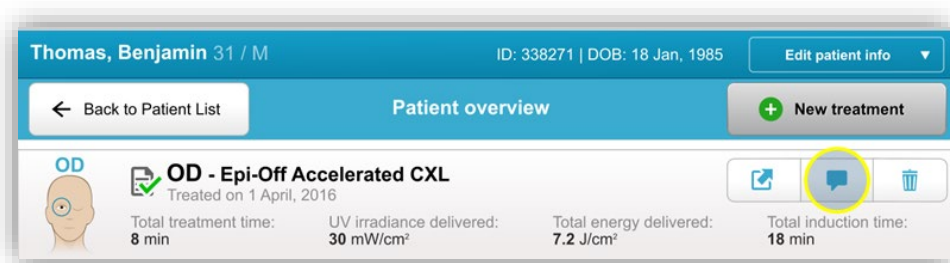 Thomas, Benjamin 31 / M ID: 338271 | DOB: 18 Jan, 1985 Edit patient info
Back to Patient List Patient overview New treatment
OD OD - Epi-Off Accelerated CXL
Treated on 1 April, 2016
Total treatment time: UV irradiance delivered: Total energy delivered: Total induction time:
8 min 30 mW/cm² 7.2 J/cm² 18 min